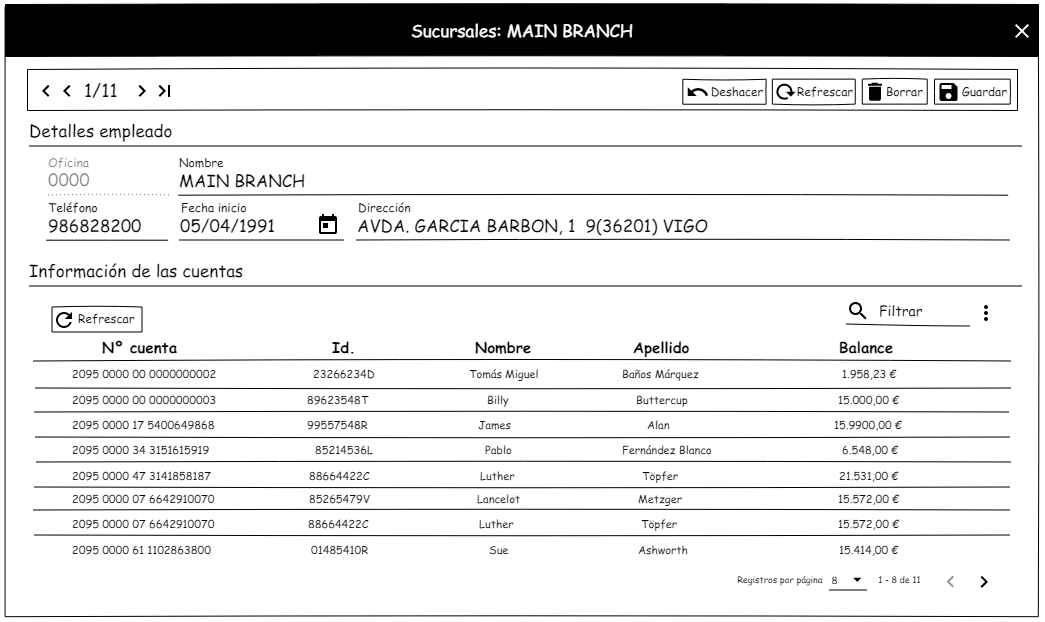 Sucursales: MAIN BRANCH
1/11 Deshacer Refrescar Borrar Guardar
Detalles empleado
Oficina Nombre
0000 MAIN BRANCH
Teléfono Fecha inicio Dirección
986828200 05/04/1991 AVDA. GARCIA BARBON, 1 9(36201) VIGO
Información de las cuentas
Refrescar Filtrar
Nº cuenta Id. Nombre Apellido Balance
2095 0000 00 0000000002 23266234D Tomás Miguel Baños Márquez 1.958,23 €
2095 0000 00 0000000003 89623548T Billy Buttercup 15.000,00 €
2095 0000 17 5400649868 99557548R James Alan 15.9900,00 €
2095 0000 34 3151615919 85214536L Pablo Fernández Blanco 6.548,00 €
2095 0000 47 3141858187 88664422C Luther Töpfer 21.531,00 €
2095 0000 07 6642910070 85265479V Lancelot Metzger 15.572,00 €
2095 0000 07 6642910070 88664422C Luther Töpfer 15.572,00 €
2095 0000 61 1102863800 01485410R Sue Ashworth 15.414,00 €
Registros por página 8 1 - 8 de 11